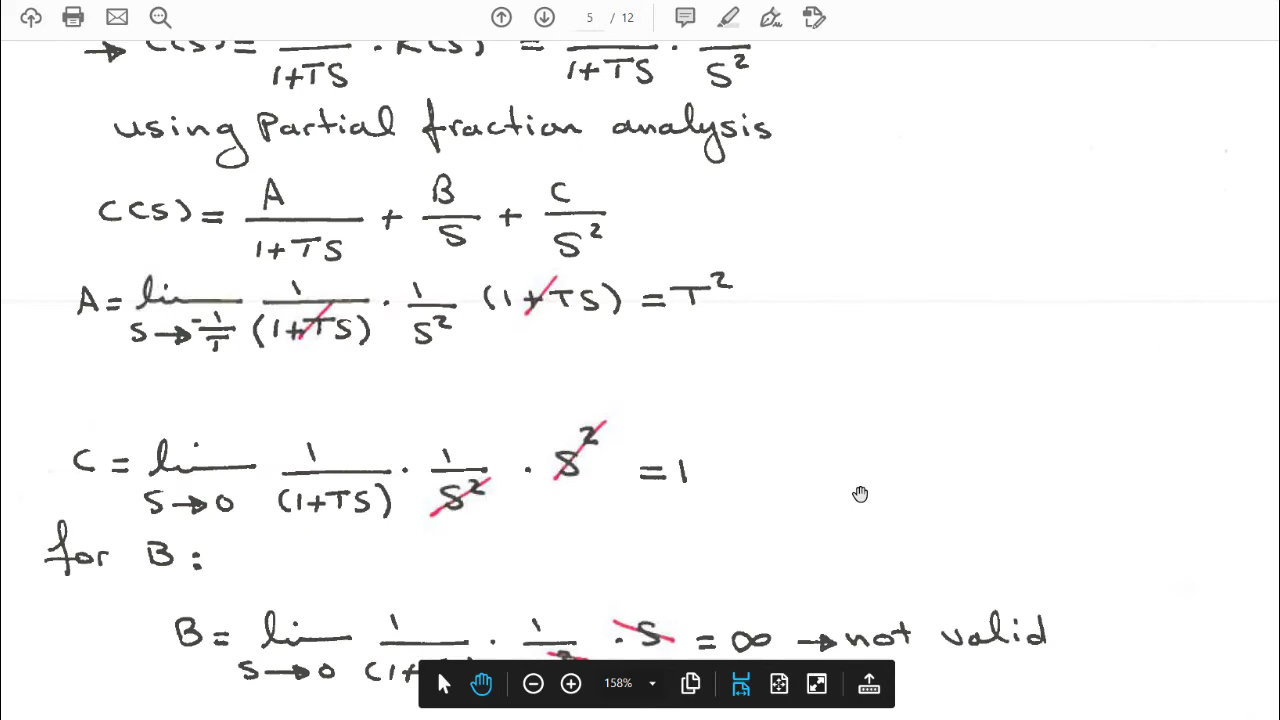 5 / 12
→ C(S) = ─── / 1+TS · R(S) = ─── / 1+TS · ─── / S²
using Partial fraction analysis
C(S) = A / 1+TS + B / S + C / S²
A = lim S→-1/T 1 / (1+TS) · 1 / S² (1+TS) = T²
C = lim S→0 1 / (1+TS) · 1 / S² · S² = 1
for B:
B = lim S→0 1 / (1+ · 1 / 2 · S = ∞ → not valid
158%